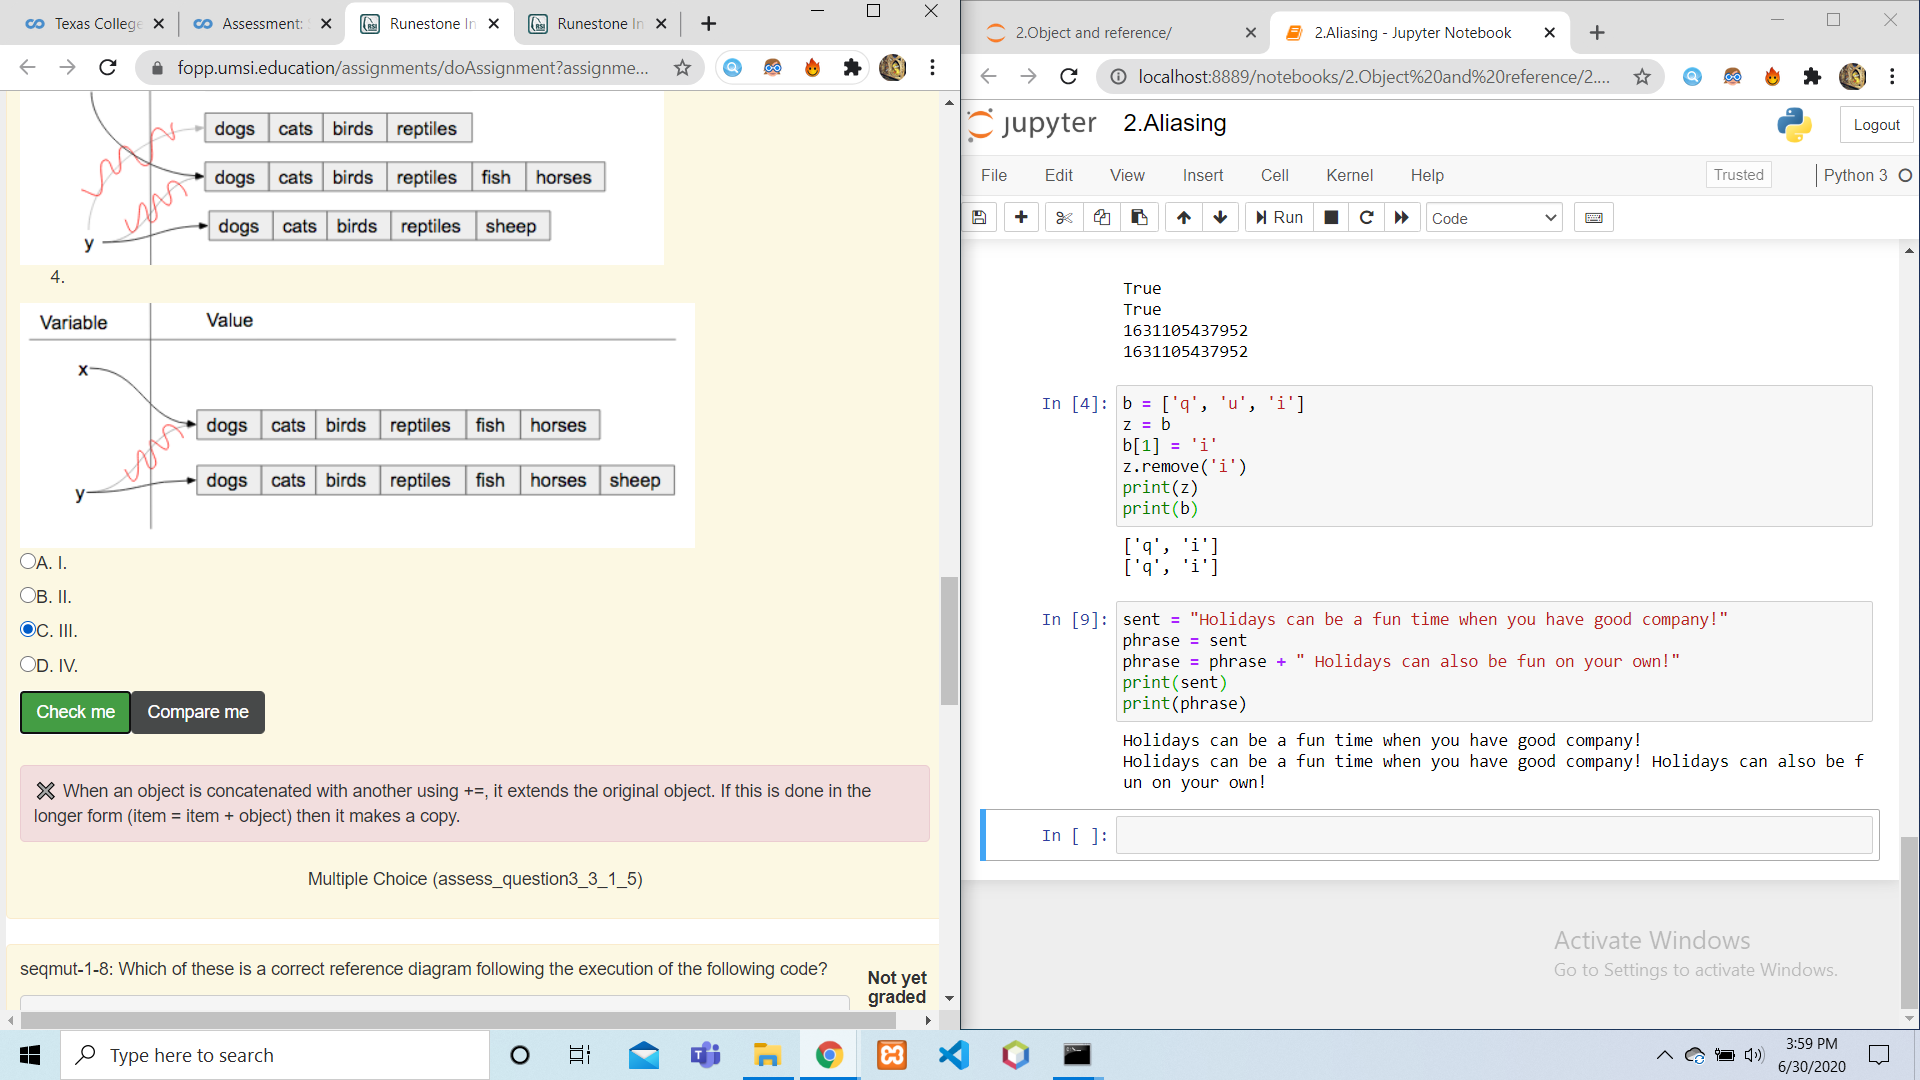 Texas College
Assessment:
Runestone In
Runestone In
fopp.umsi.education/assignments/doAssignment?assignme...
dogs cats birds reptiles
dogs cats birds reptiles fish horses
dogs cats birds reptiles sheep
y
4.
Variable Value
x
dogs cats birds reptiles fish horses
dogs cats birds reptiles fish horses sheep
y
A. I.
B. II.
C. III.
D. IV.
Check me Compare me
When an object is concatenated with another using +=, it extends the original object. If this is done in the
longer form (item = item + object) then it makes a copy.
Multiple Choice (assess_question3_3_1_5)
seqmut-1-8: Which of these is a correct reference diagram following the execution of the following code?
Not yet
graded
2.Object and reference/
2.Aliasing - Jupyter Notebook
localhost:8889/notebooks/2.Object%20and%20reference/2....
jupyter 2.Aliasing
Logout
File Edit View Insert Cell Kernel Help
Trusted
Python 3
Run
Code
True
True
1631105437952
1631105437952
In [4]: b = ['q', 'u', 'i']
z = b
b[1] = 'i'
z.remove('i')
print(z)
print(b)
['q', 'i']
['q', 'i']
In [9]: sent = "Holidays can be a fun time when you have good company!"
phrase = sent
phrase = phrase + " Holidays can also be fun on your own!"
print(sent)
print(phrase)
Holidays can be a fun time when you have good company!
Holidays can be a fun time when you have good company! Holidays can also be f
un on your own!
In [ ]:
Activate Windows
Go to Settings to activate Windows.
Type here to search
3:59 PM
6/30/2020